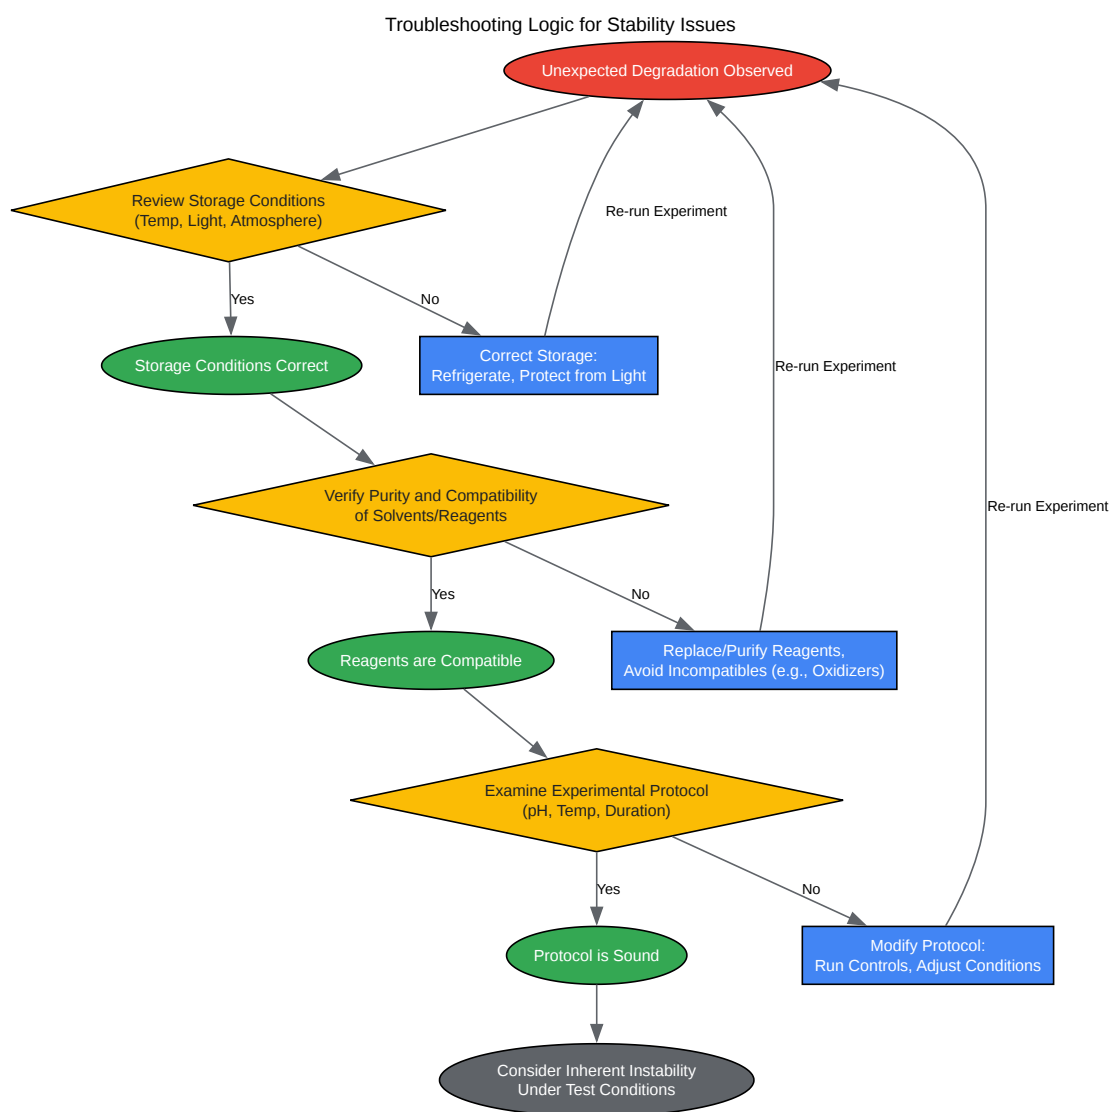 Troubleshooting Logic for Stability Issues
Unexpected Degradation Observed
Review Storage Conditions
(Temp, Light, Atmosphere)
Re-run Experiment
Yes
No
Storage Conditions Correct
Correct Storage:
Refrigerate, Protect from Light
Re-run Experiment
Verify Purity and Compatibility
of Solvents/Reagents
Re-run Experiment
Yes
No
Reagents are Compatible
Replace/Purify Reagents,
Avoid Incompatibles (e.g., Oxidizers)
Examine Experimental Protocol
(pH, Temp, Duration)
Yes
No
Protocol is Sound
Modify Protocol:
Run Controls, Adjust Conditions
Consider Inherent Instability
Under Test Conditions